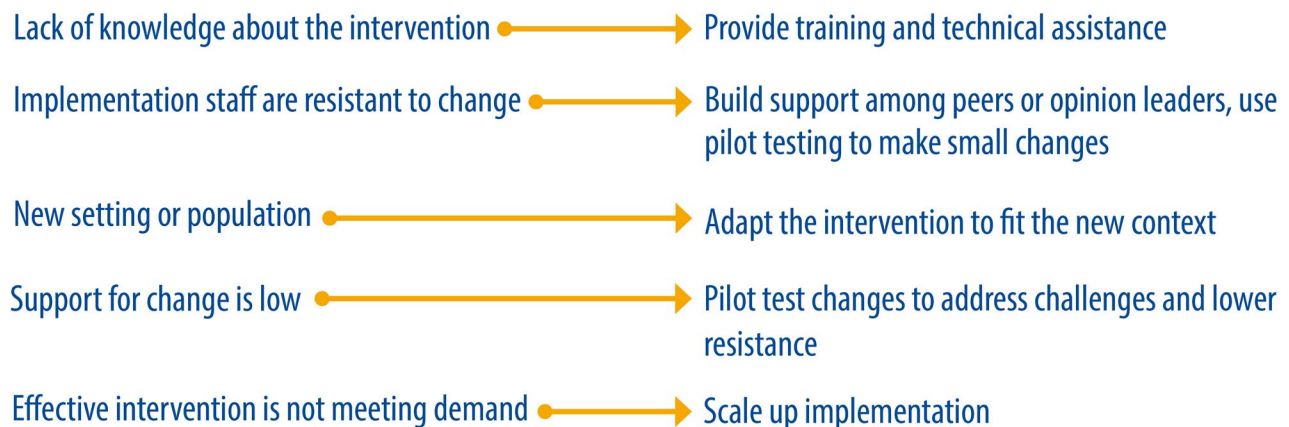 Lack of knowledge about the intervention
Provide training and technical assistance
Implementation staff are resistant to change
Build support among peers or opinion leaders, use
pilot testing to make small changes
New setting or population
Adapt the intervention to fit the new context
Support for change is low
Pilot test changes to address challenges and lower
resistance
Effective intervention is not meeting demand
Scale up implementation